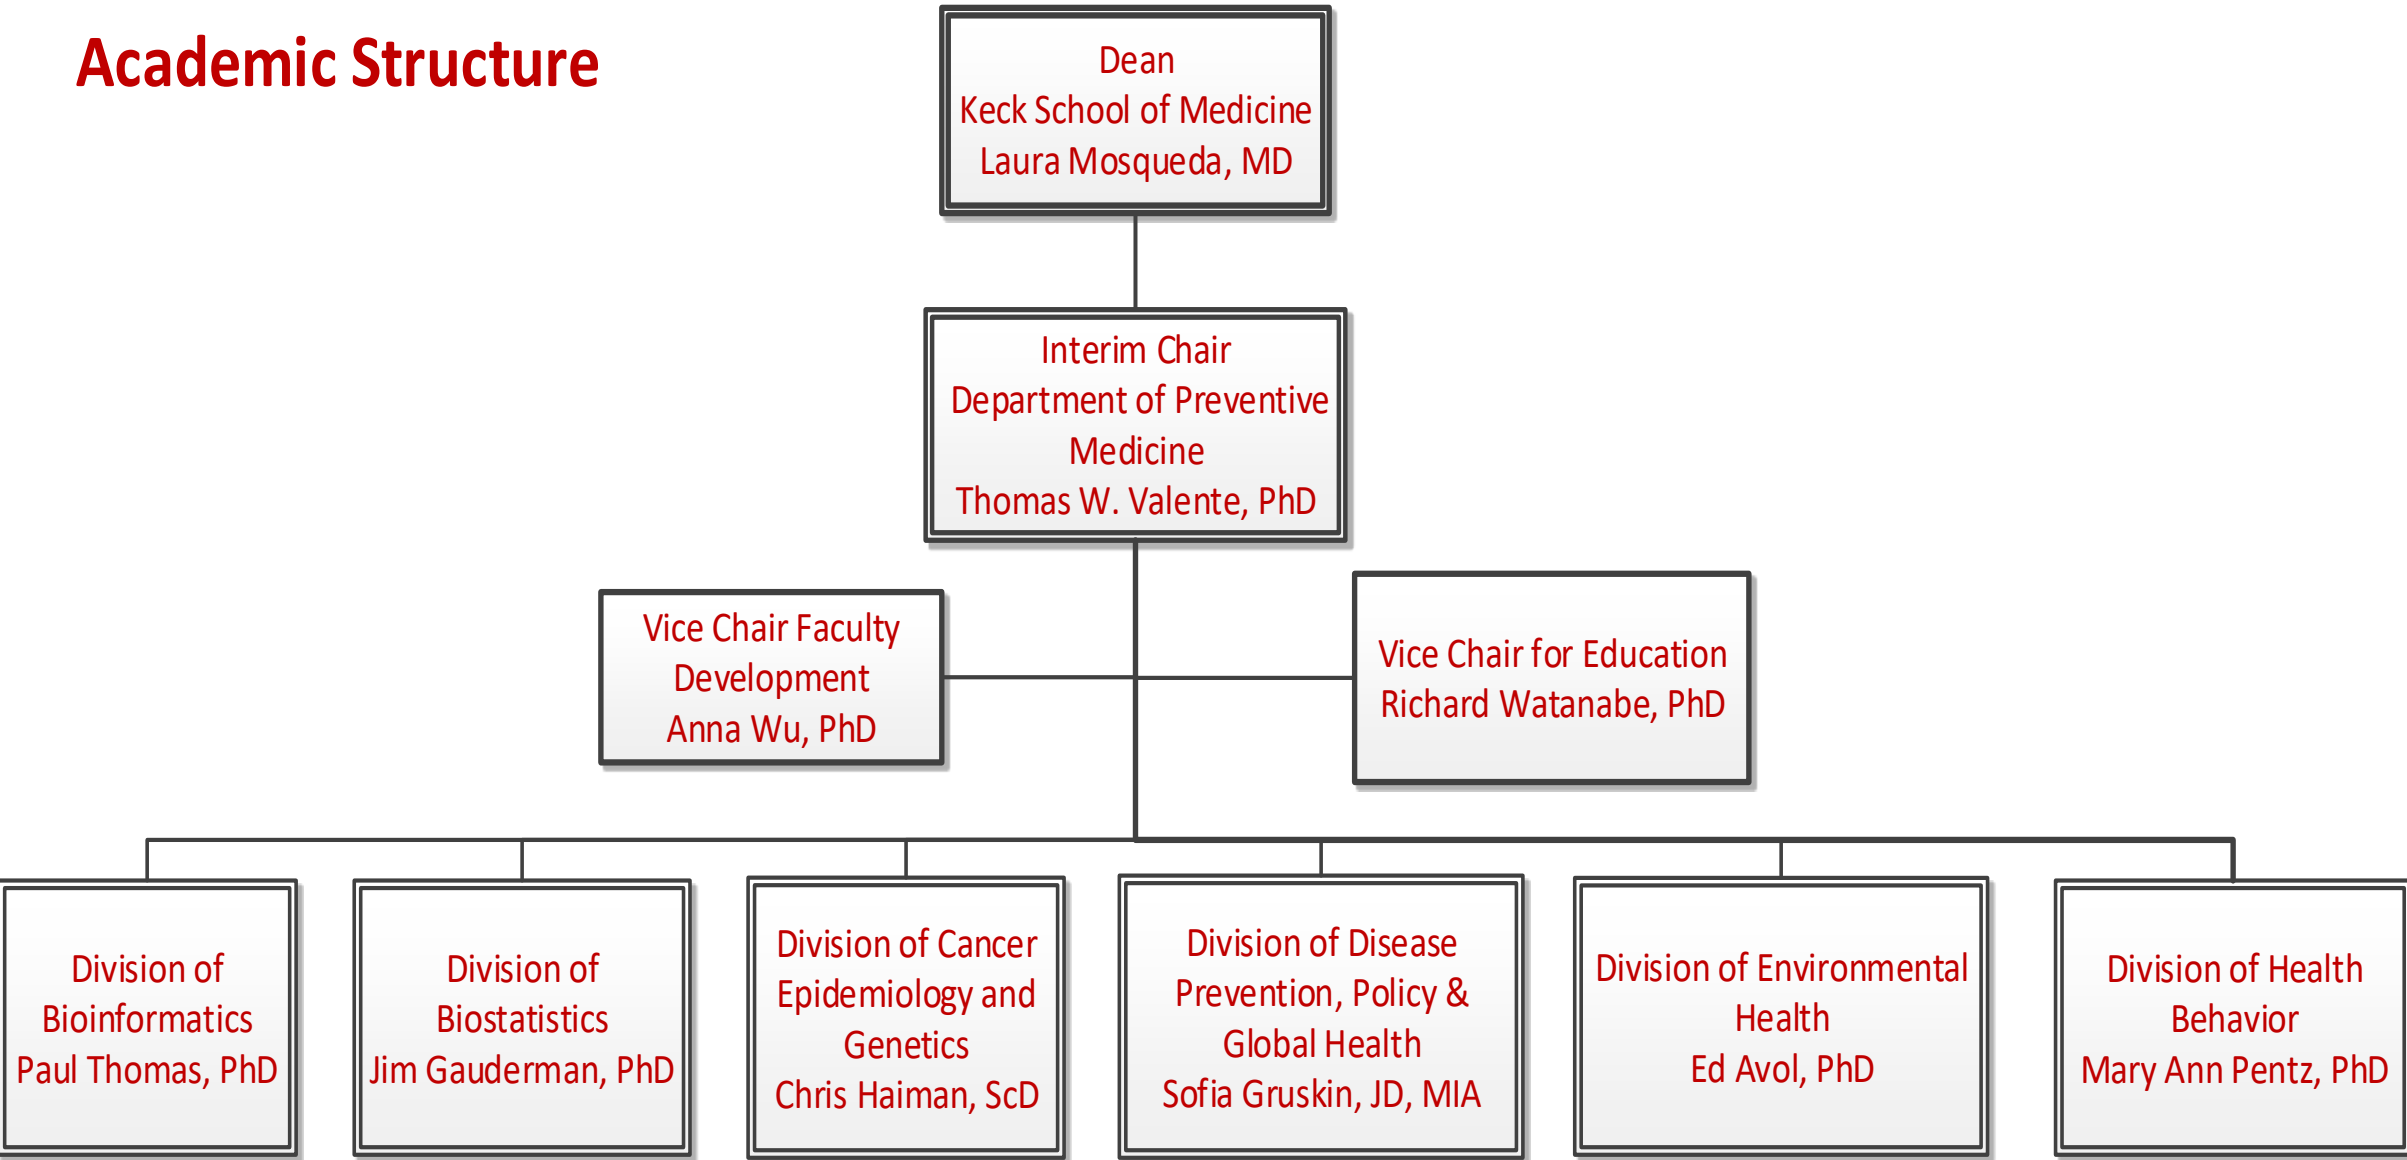 Academic Structure
Dean
Keck School of Medicine
Laura Mosqueda, MD
Interim Chair
Department of Preventive
Medicine
Thomas W. Valente, PhD
Vice Chair Faculty
Development
Anna Wu, PhD
Vice Chair for Education
Richard Watanabe, PhD
Division of
Bioinformatics
Paul Thomas, PhD
Division of
Biostatistics
Jim Gauderman, PhD
Division of Cancer
Epidemiology and
Genetics
Chris Haiman, ScD
Division of Disease
Prevention, Policy &
Global Health
Sofia Gruskin, JD, MIA
Division of Environmental
Health
Ed Avol, PhD
Division of Health
Behavior
Mary Ann Pentz, PhD